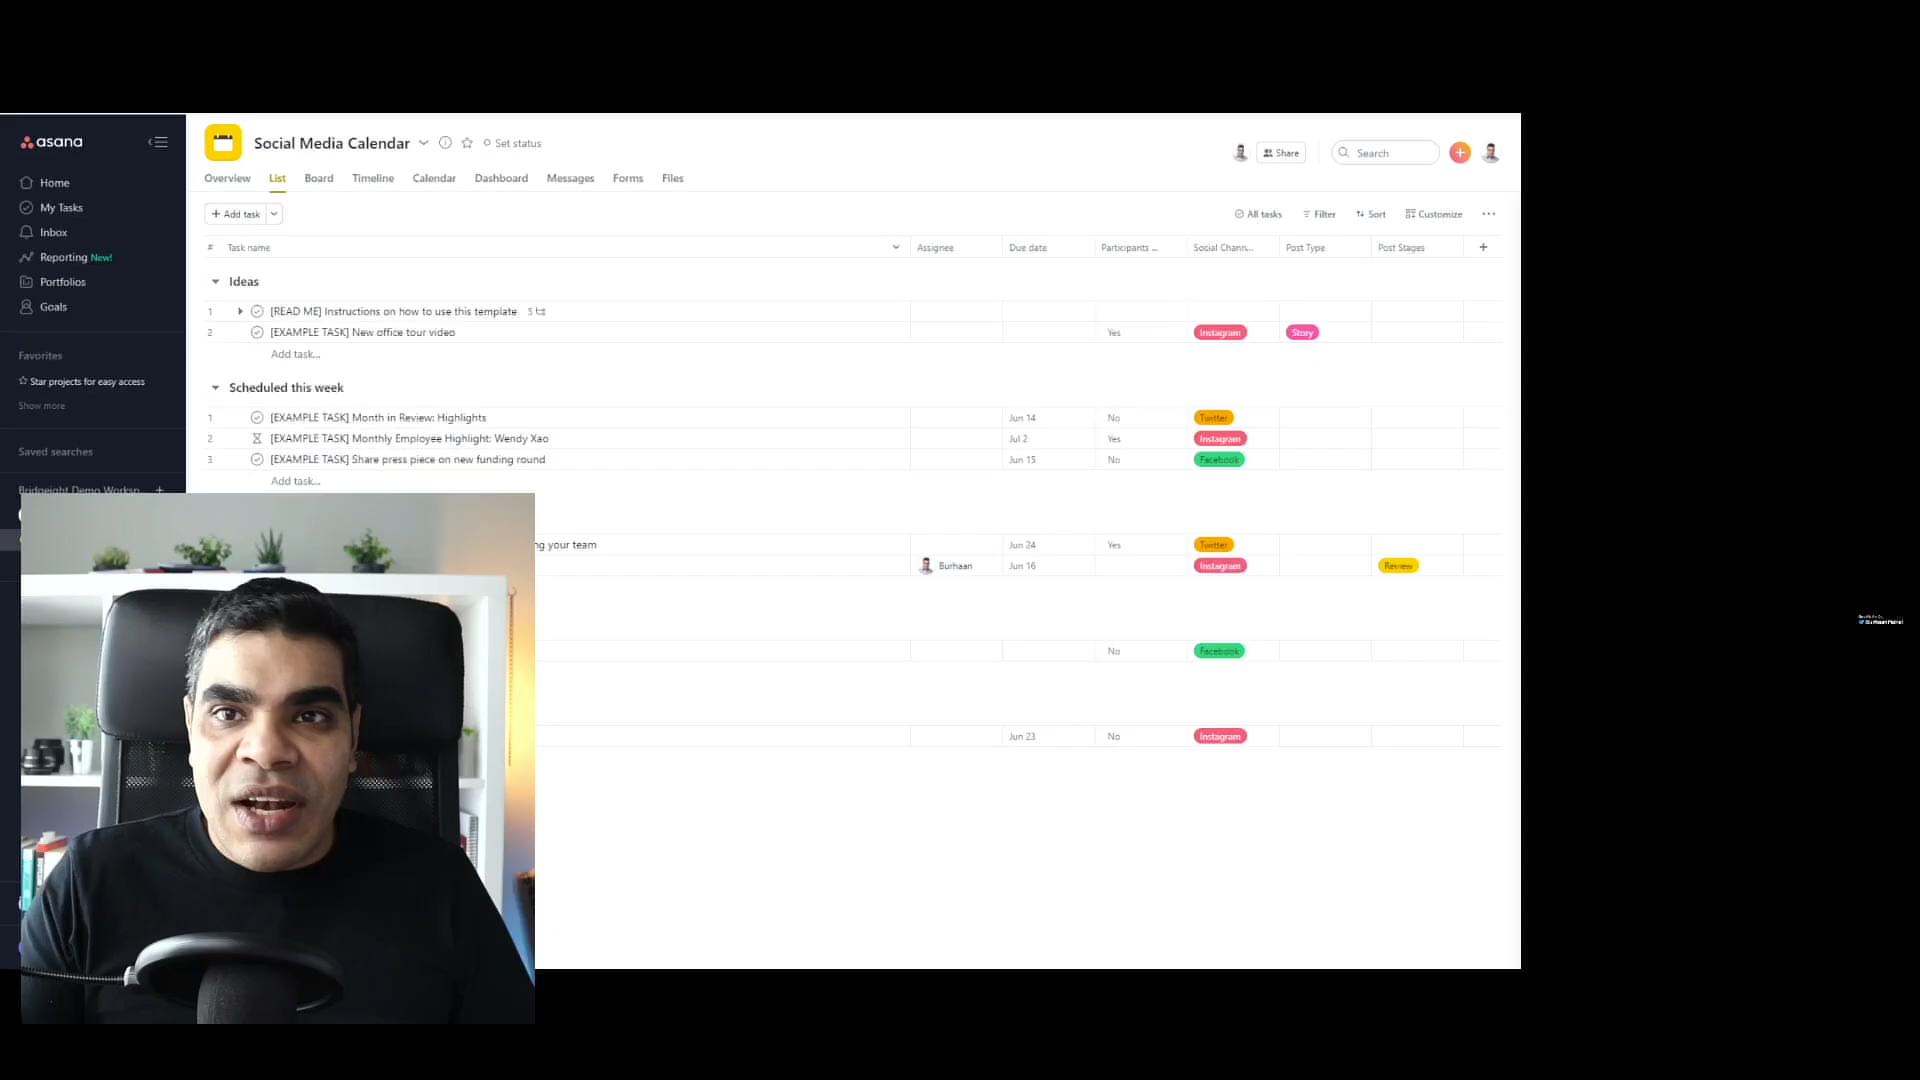 asana
Home
My Tasks
Inbox
Reporting New!
Portfolios
Goals
Favorites
Star projects for easy access
Show more
Saved searches
Bridgeight Demo Worksp
Social Media Calendar
Set status
Share
Search
Overview List Board Timeline Calendar Dashboard Messages Forms Files
+ Add task
All tasks Filter Sort Customize ...
# Task name Assignee Due date Participants ... Social Chann... Post Type Post Stages +
Ideas
1 [READ ME] Instructions on how to use this template 5
2 [EXAMPLE TASK] New office tour video Yes Instagram Story
Add task...
Scheduled this week
1 [EXAMPLE TASK] Month in Review: Highlights Jun 14 No Twitter
2 [EXAMPLE TASK] Monthly Employee Highlight: Wendy Xao Jul 2 Yes Instagram
3 [EXAMPLE TASK] Share press piece on new funding round Jun 15 No Facebook
Add task...
ng your team Jun 24 Yes Twitter
Burhaan Jun 16 Instagram Review
No Facebook
Jun 23 No Instagram